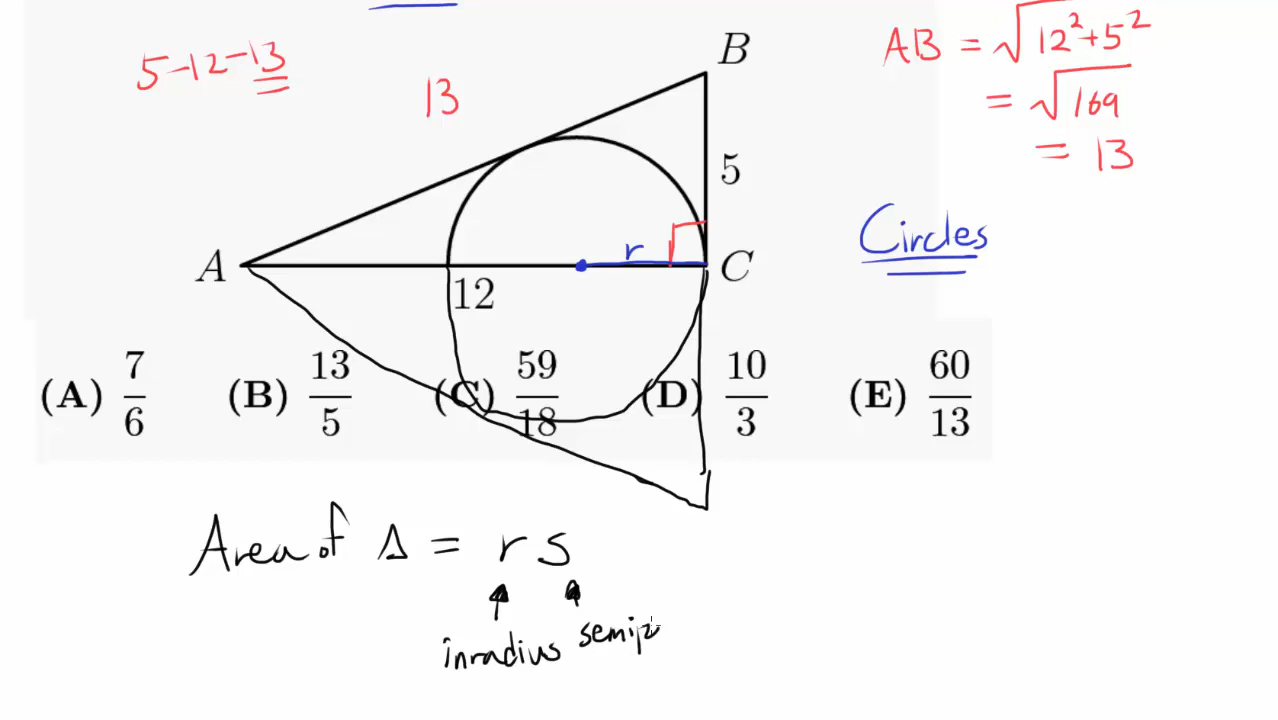 5-12-13
13
B
AB = √12²+5²
= √169
= 13
5
Circles
A
r
C
12
(A) 7/6 (B) 13/5 (C) 59/18 (D) 10/3 (E) 60/13
Area of Δ = r s
inradius semip